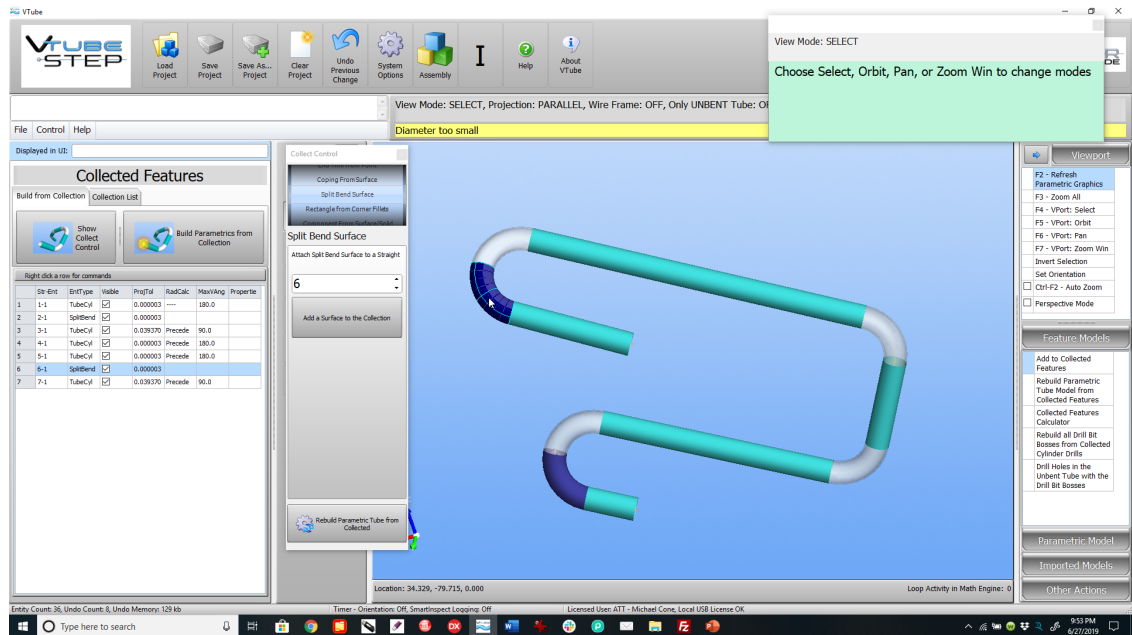 VTube
VTUBE
STEP
Load
Project
Save
Project
Save As...
Project
Clear
Project
Undo
Previous
Change
System
Options
Assembly
Help
About
VTube
View Mode: SELECT
Choose Select, Orbit, Pan, or Zoom Win to change modes
View Mode: SELECT, Projection: PARALLEL, Wire Frame: OFF, Only UNBENT Tube: OF
Diameter too small
File Control Help
Displayed in UI:
Collected Features
Build from Collection Collection List
Show
Collect
Control
Build Parametrics from
Collection
Right click a row for commands
Str-Ent EntType Visible ProjTol RadCalc MaxVAng Propertie
1 1-1 TubeCyl 0.000003 ---- 180.0
2 2-1 SplitBend 0.000003
3 3-1 TubeCyl 0.039370 Precede 90.0
4 4-1 TubeCyl 0.000003 Precede 180.0
5 5-1 TubeCyl 0.000003 Precede 180.0
6 6-1 SplitBend 0.000003
7 7-1 TubeCyl 0.039370 Precede 90.0
Collect Control
Coping From Surface
Split Bend Surface
Rectangle from Corner Fillets
Component From Surface/Solid
Split Bend Surface
Attach Split Bend Surface to a Straight
6
Add a Surface to the Collection
Rebuild Parametric Tube from
Collected
Viewport
F2 - Refresh
Parametric Graphics
F3 - Zoom All
F4 - VPort: Select
F5 - VPort: Orbit
F6 - VPort: Pan
F7 - VPort: Zoom Win
Invert Selection
Set Orientation
Ctrl-F2 - Auto Zoom
Perspective Mode
Feature Models
Add to Collected
Features
Rebuild Parametric
Tube Model from
Collected Features
Collected Features
Calculator
Rebuild all Drill Bit
Bosses from Collected
Cylinder Drills
Drill Holes in the
Unbent Tube with the
Drill Bit Bosses
Parametric Model
Imported Models
Other Actions
Location: 34.329, -79.715, 0.000
Loop Activity in Math Engine: 0
Entity Count: 36, Undo Count: 8, Undo Memory: 129 kb
Timer - Orientation: Off, SmartInspect Logging: Off
Licensed User: ATT - Michael Cone, Local USB License OK
Type here to search
9:53 PM
6/27/2019